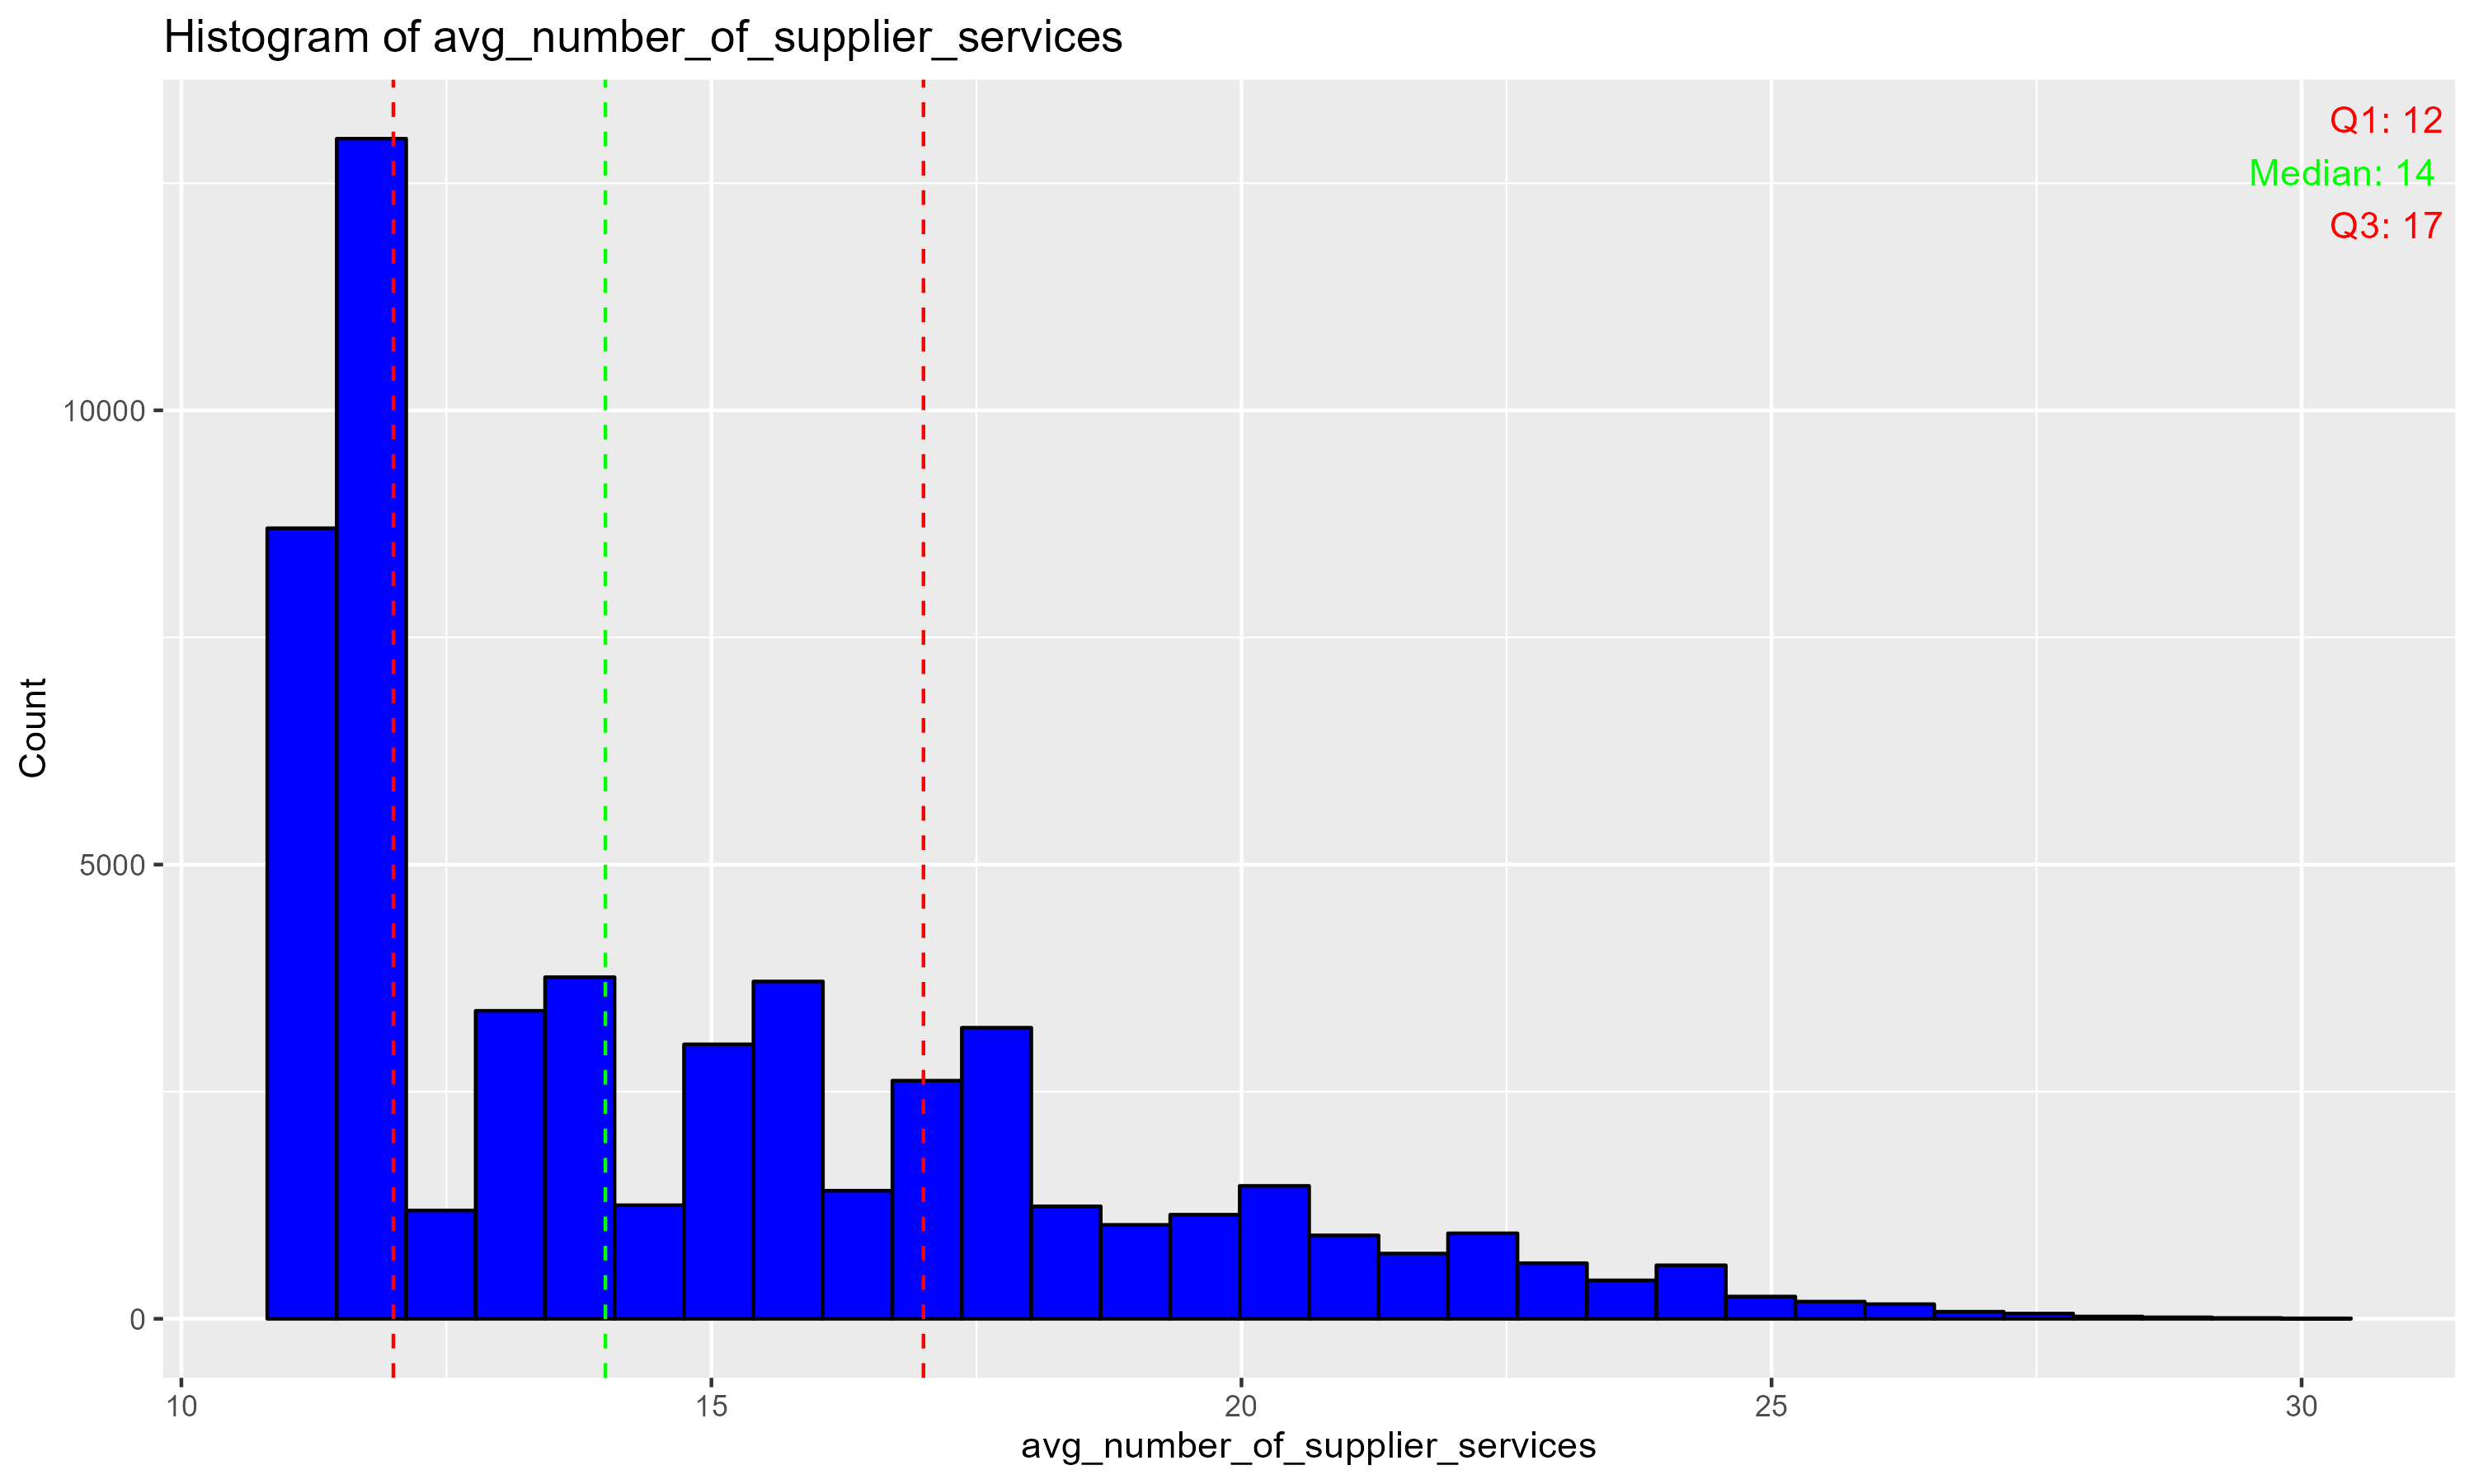 Histogram of avg_number_of_supplier_services
Q1: 12
Median: 14
Q3: 17
10000
5000
0
Count
10 15 20 25 30
avg_number_of_supplier_services